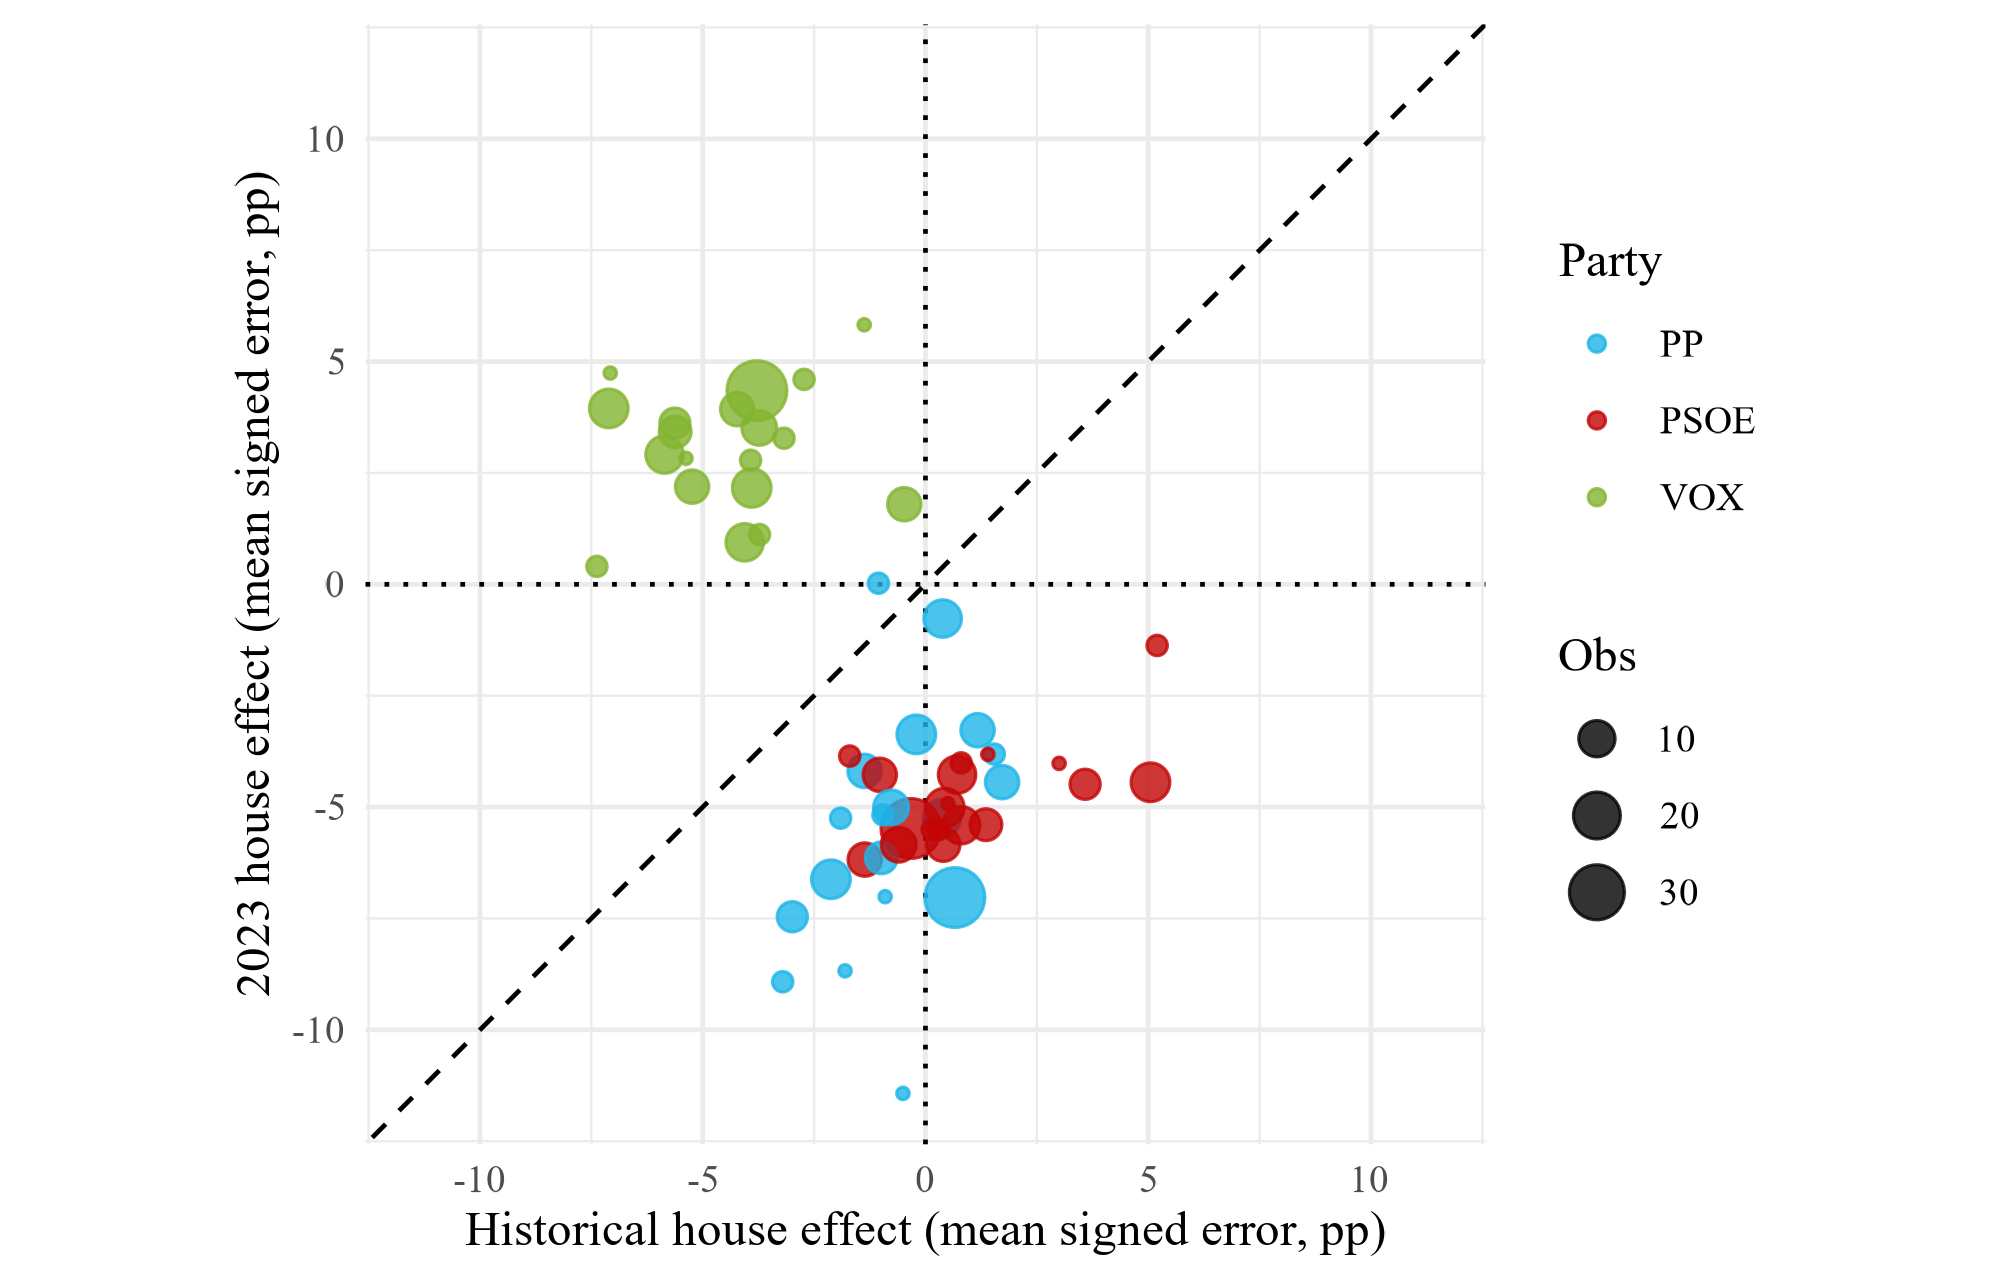 2023 house effect (mean signed error, pp)
10
5
0
-5
-10
-10
-5
0
5
10
Historical house effect (mean signed error, pp)
Party
PP
PSOE
VOX
Obs
10
20
30